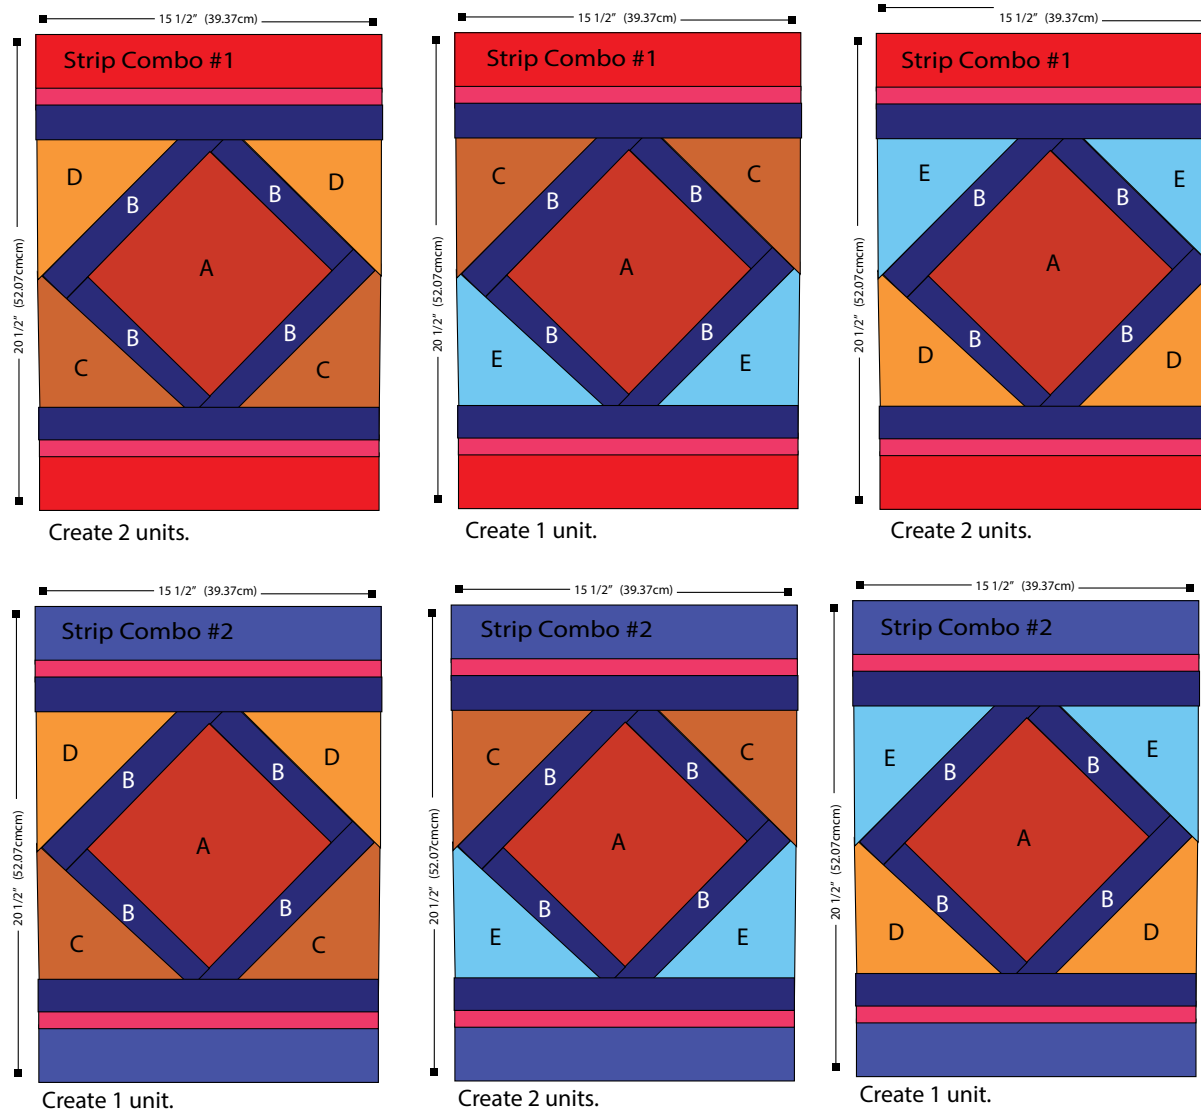 15 1/2” (39.37cm)
15 1/2” (39.37cm)
15 1/2” (39.37cm)
20 1/2” (52.07cmcm)
Strip Combo #1
D
D
B
B
A
B
B
C
C
Create 2 units.
20 1/2” (52.07cmcm)
Strip Combo #1
C
C
B
B
A
B
B
E
E
Create 1 unit.
20 1/2” (52.07cmcm)
Strip Combo #1
E
E
B
B
A
B
B
D
D
Create 2 units.
15 1/2” (39.37cm)
15 1/2” (39.37cm)
15 1/2” (39.37cm)
20 1/2” (52.07cmcm)
Strip Combo #2
D
D
B
B
A
B
B
C
C
Create 1 unit.
20 1/2” (52.07cmcm)
Strip Combo #2
C
C
B
B
A
B
B
E
E
Create 2 units.
20 1/2” (52.07cmcm)
Strip Combo #2
E
E
B
B
A
B
B
D
D
Create 1 unit.